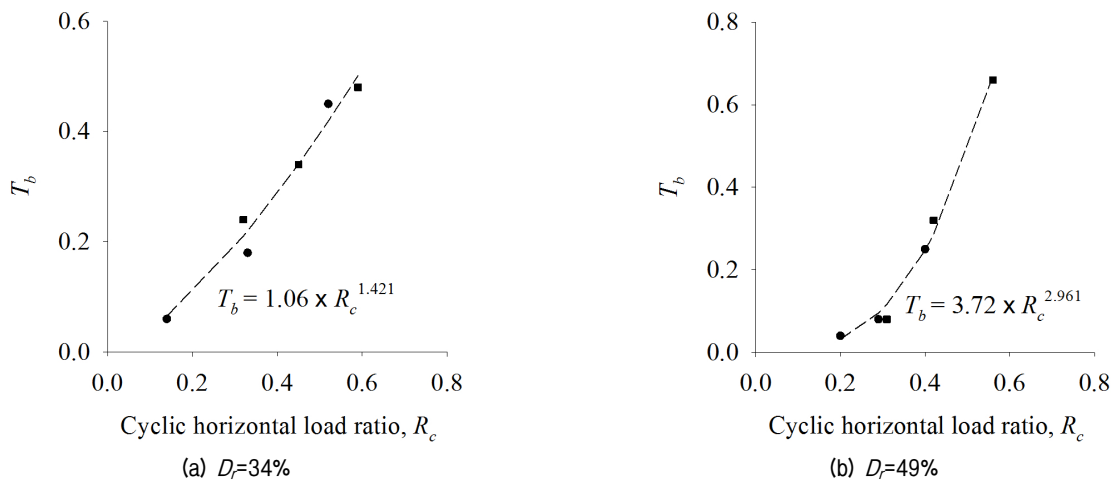 0.6
0.4
0.2
0.0
T_b
T_b = 1.06 x R_c^1.421
0.0 0.2 0.4 0.6 0.8
Cyclic horizontal load ratio, R_c
(a) D_r=34%
0.8
0.6
0.4
0.2
0.0
T_b
T_b = 3.72 x R_c^2.961
0.0 0.2 0.4 0.6 0.8
Cyclic horizontal load ratio, R_c
(b) D_r=49%